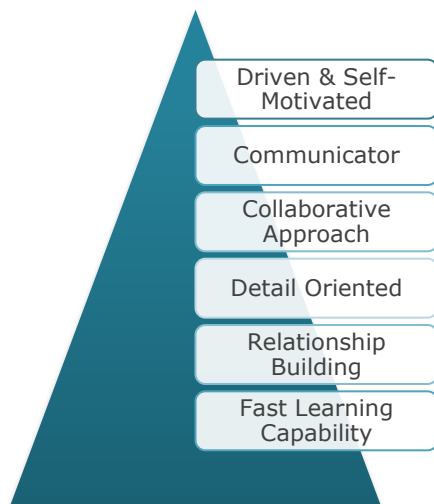 Driven & Self-
Motivated
Communicator
Collaborative
Approach
Detail Oriented
Relationship
Building
Fast Learning
Capability